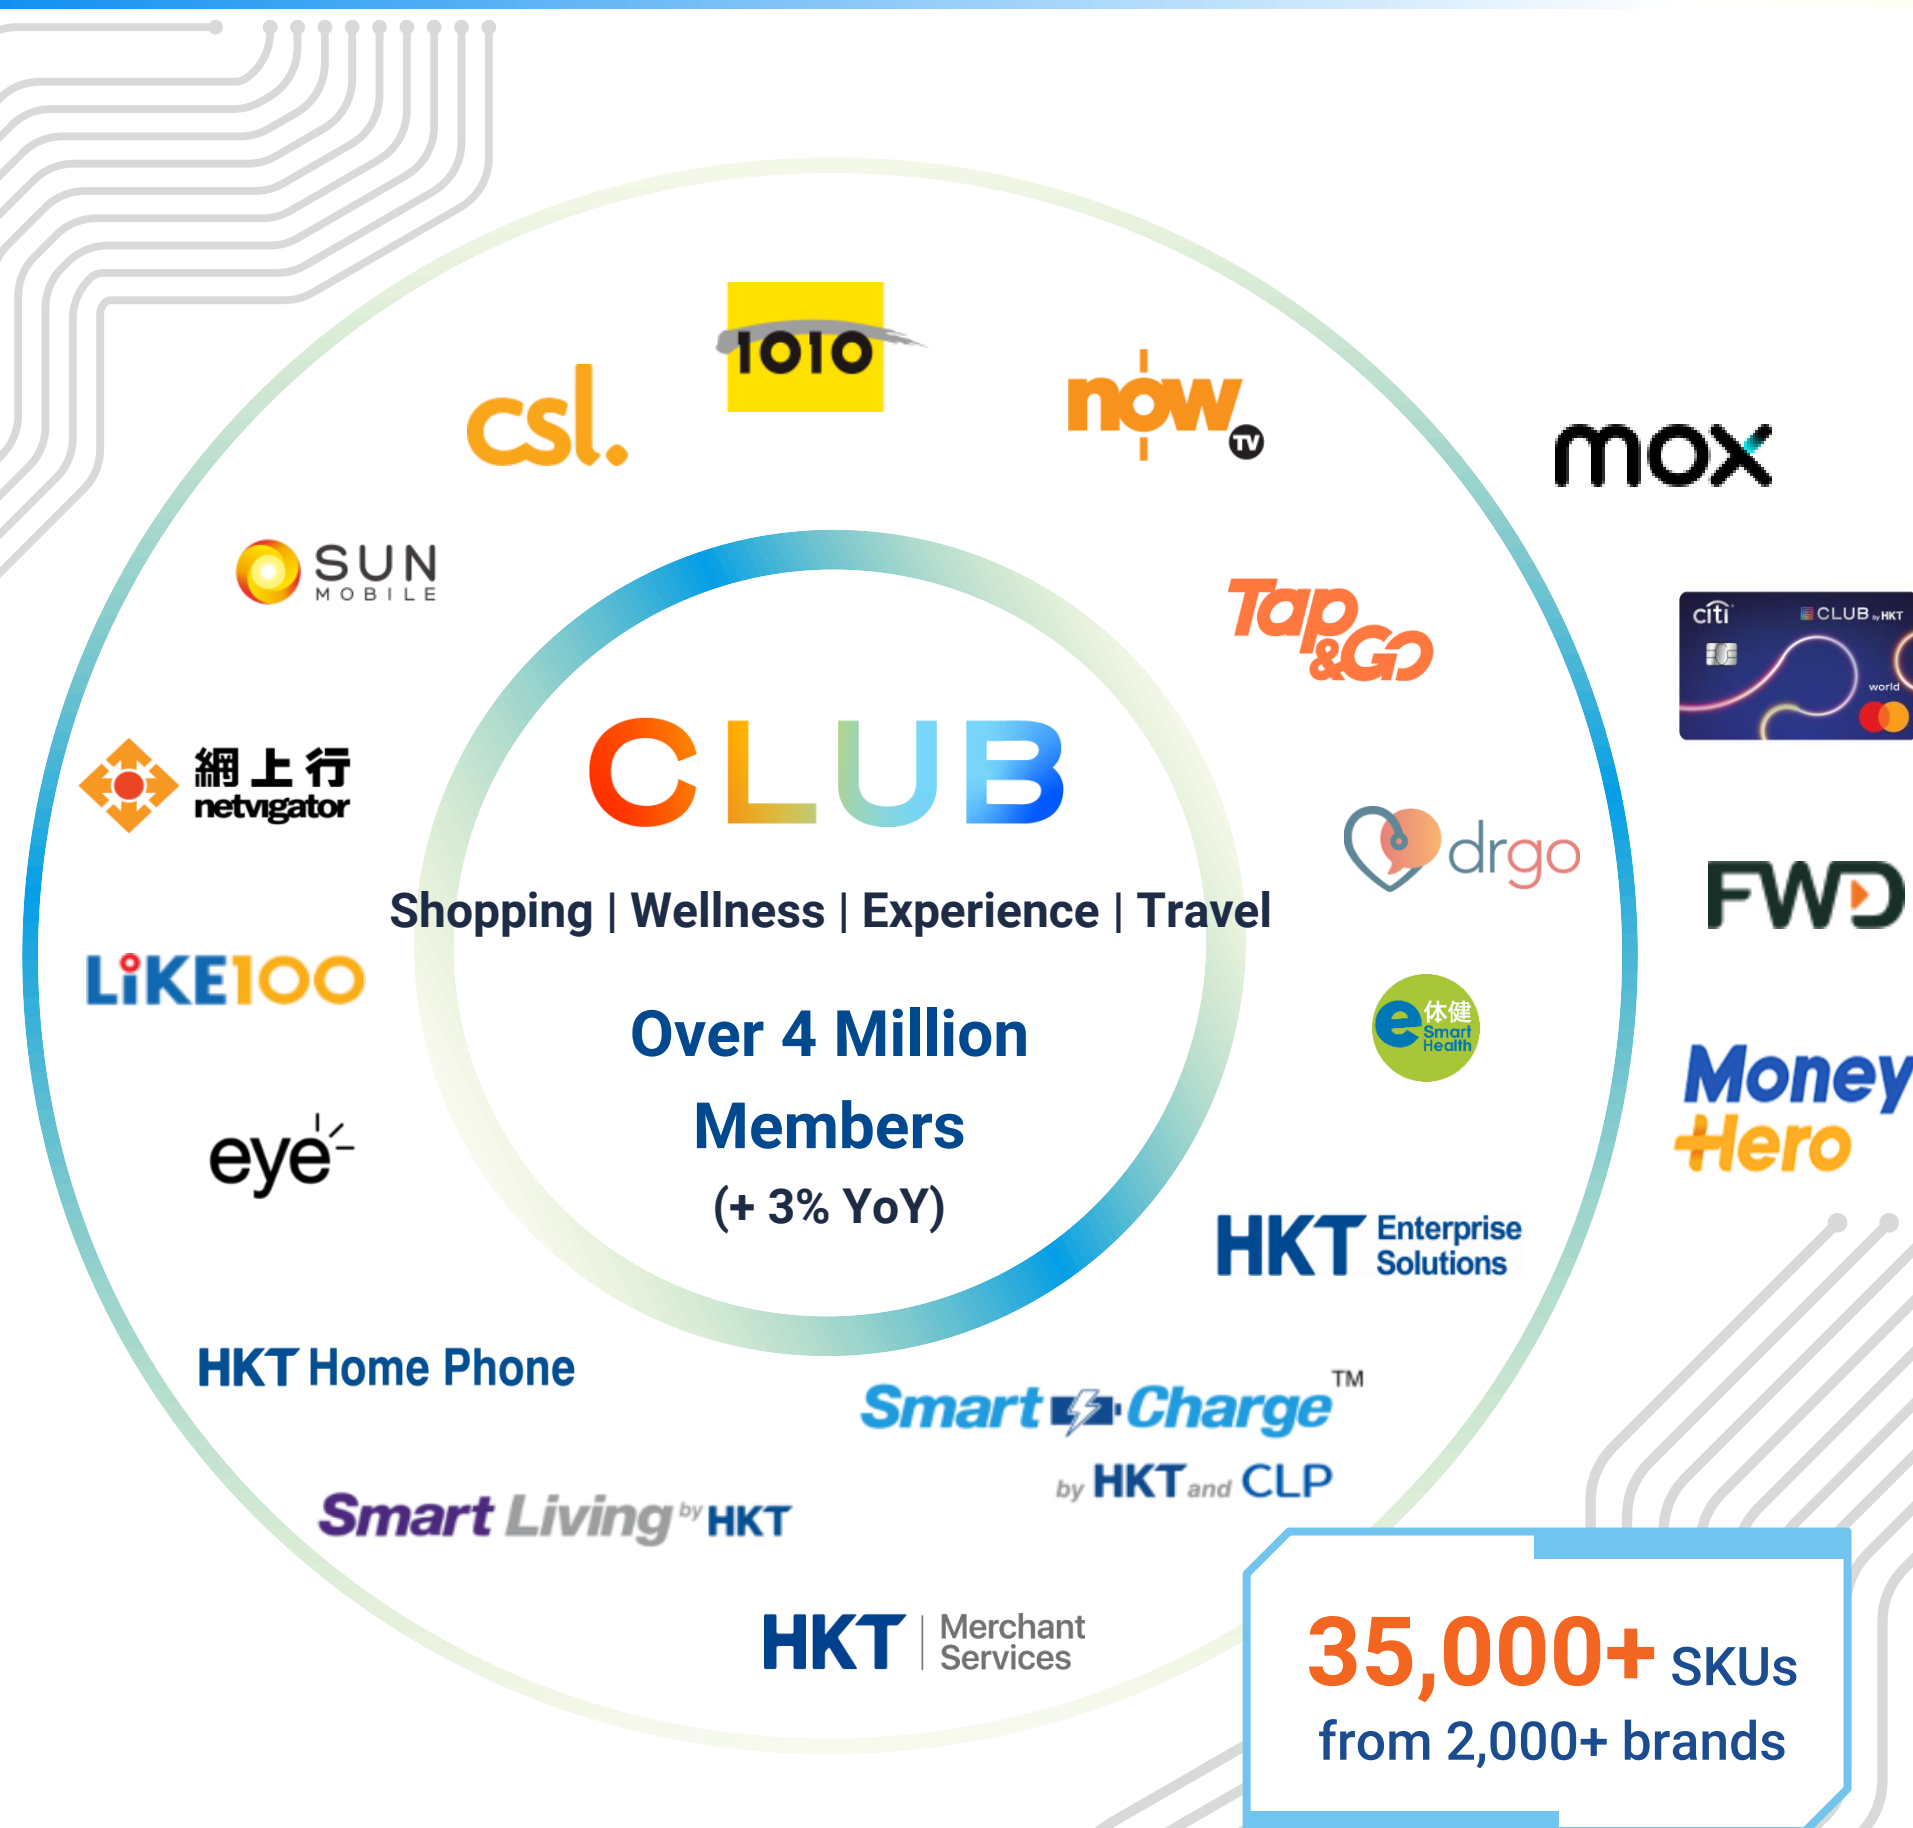 1O1O
csl.
now
TV
mox
SUN
MOBILE
Tap
&GO
citi
CLUB by HKT
world
CLUB
網上行
netvigator
drgo
Shopping | Wellness | Experience | Travel
FWD
LiKE100
Over 4 Million
Members
(+ 3% YoY)
e 休健
Smart
Health
Money
Hero
eye
HKT Enterprise
Solutions
HKT Home Phone
Smart Charge™
by HKT and CLP
Smart Living by HKT
HKT | Merchant
Services
35,000+ SKUs
from 2,000+ brands